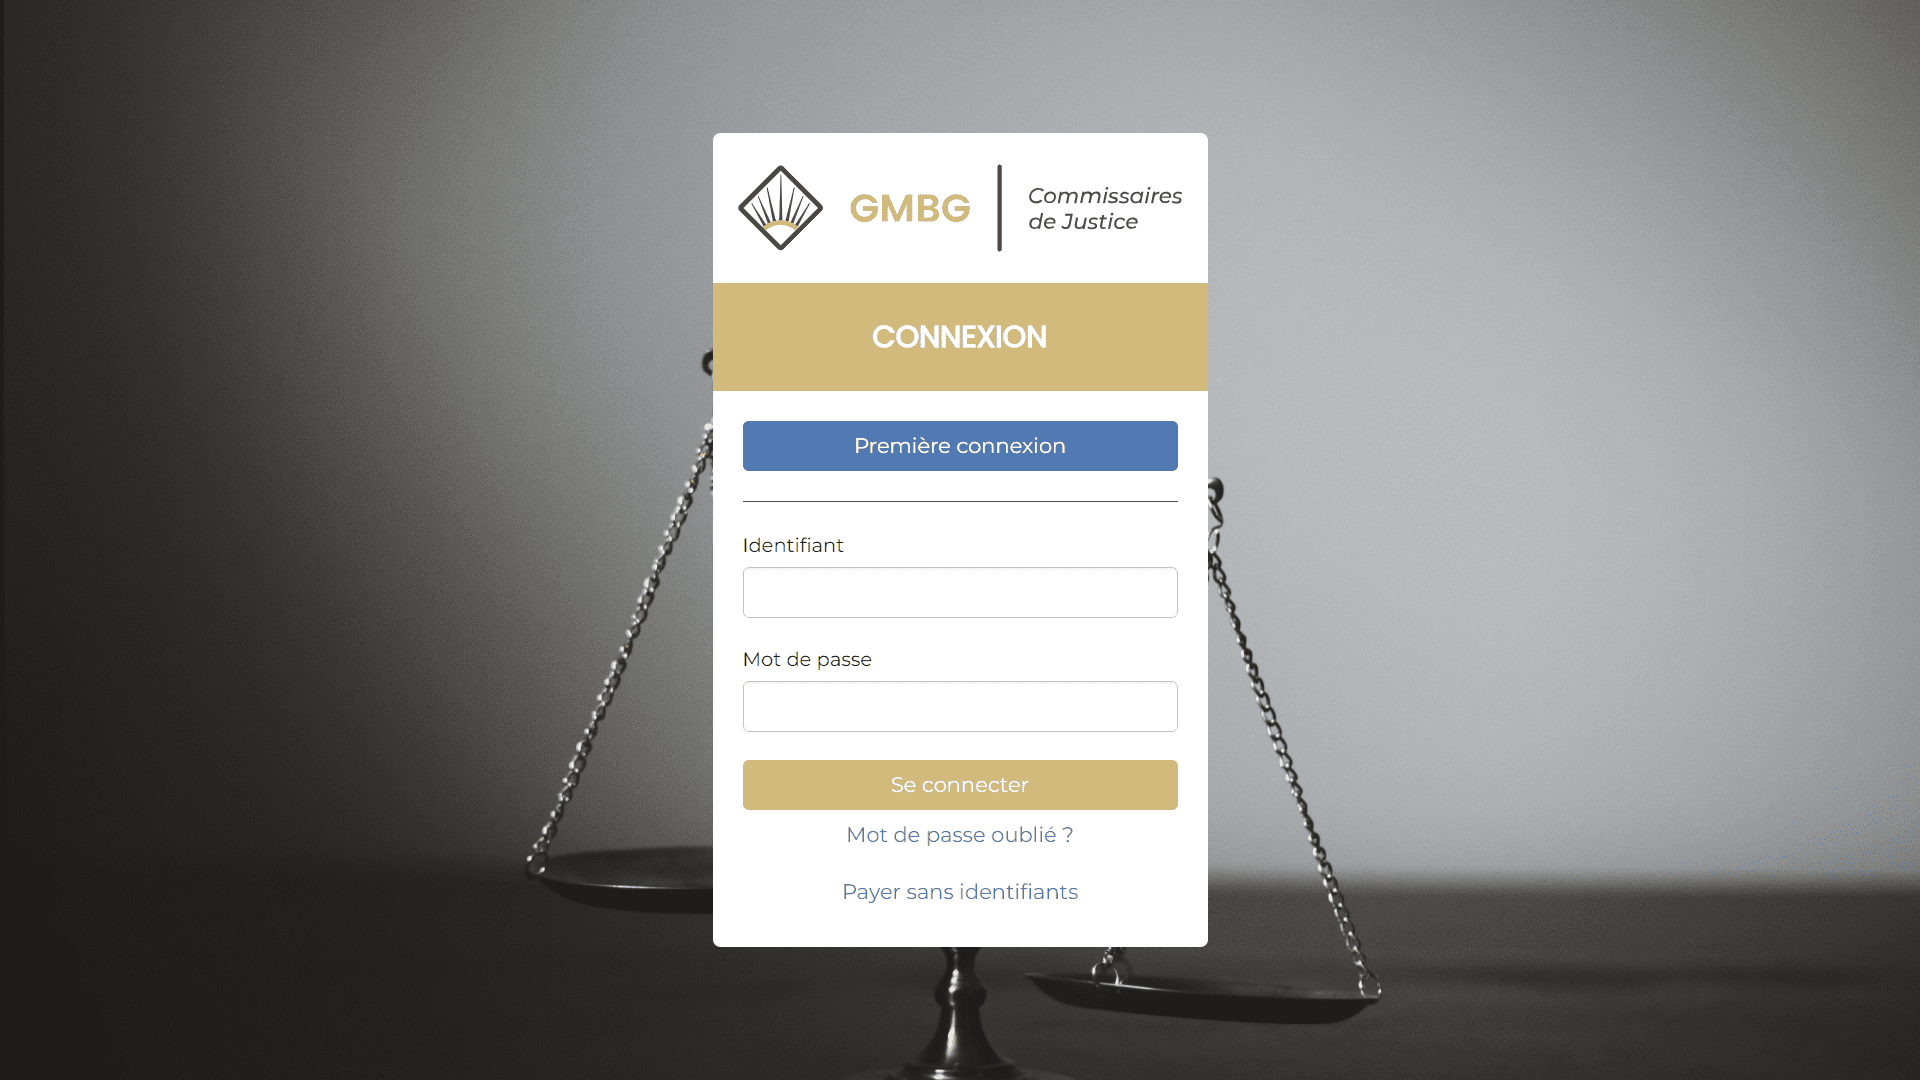 GMBG
Commissaires
de Justice
CONNEXION
Première connexion
Identifiant
Mot de passe
Se connecter
Mot de passe oublié ?
Payer sans identifiants